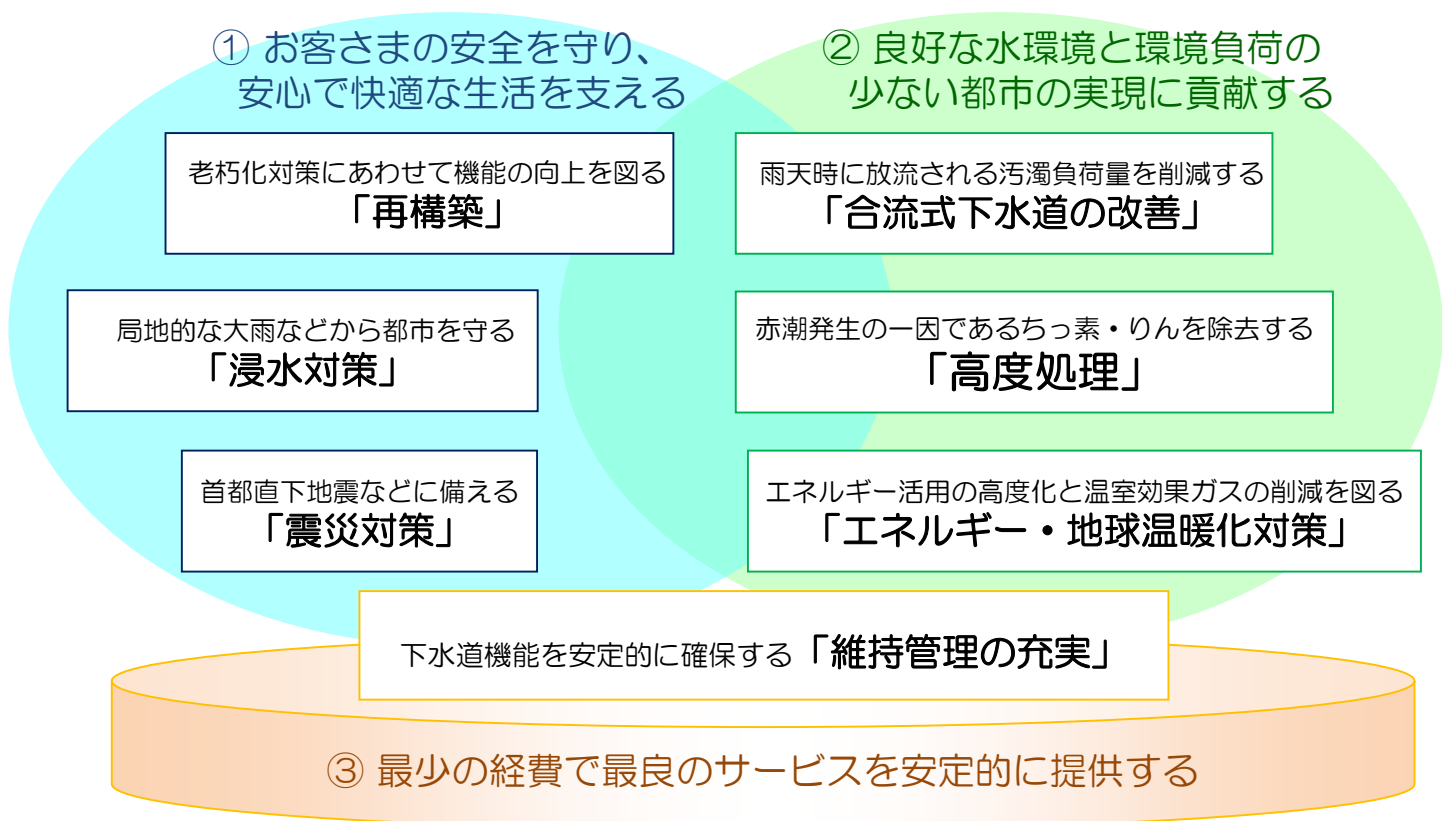 ① お客さまの安全を守り、
安心で快適な生活を支える
② 良好な水環境と環境負荷の
少ない都市の実現に貢献する
老朽化対策にあわせて機能の向上を図る
「再構築」
雨天時に放流される汚濁負荷量を削減する
「合流式下水道の改善」
局地的な大雨などから都市を守る
「浸水対策」
赤潮発生の一因であるちっ素・りんを除去する
「高度処理」
首都直下地震などに備える
「震災対策」
エネルギー活用の高度化と温室効果ガスの削減を図る
「エネルギー・地球温暖化対策」
下水道機能を安定的に確保する「維持管理の充実」
③ 最少の経費で最良のサービスを安定的に提供する